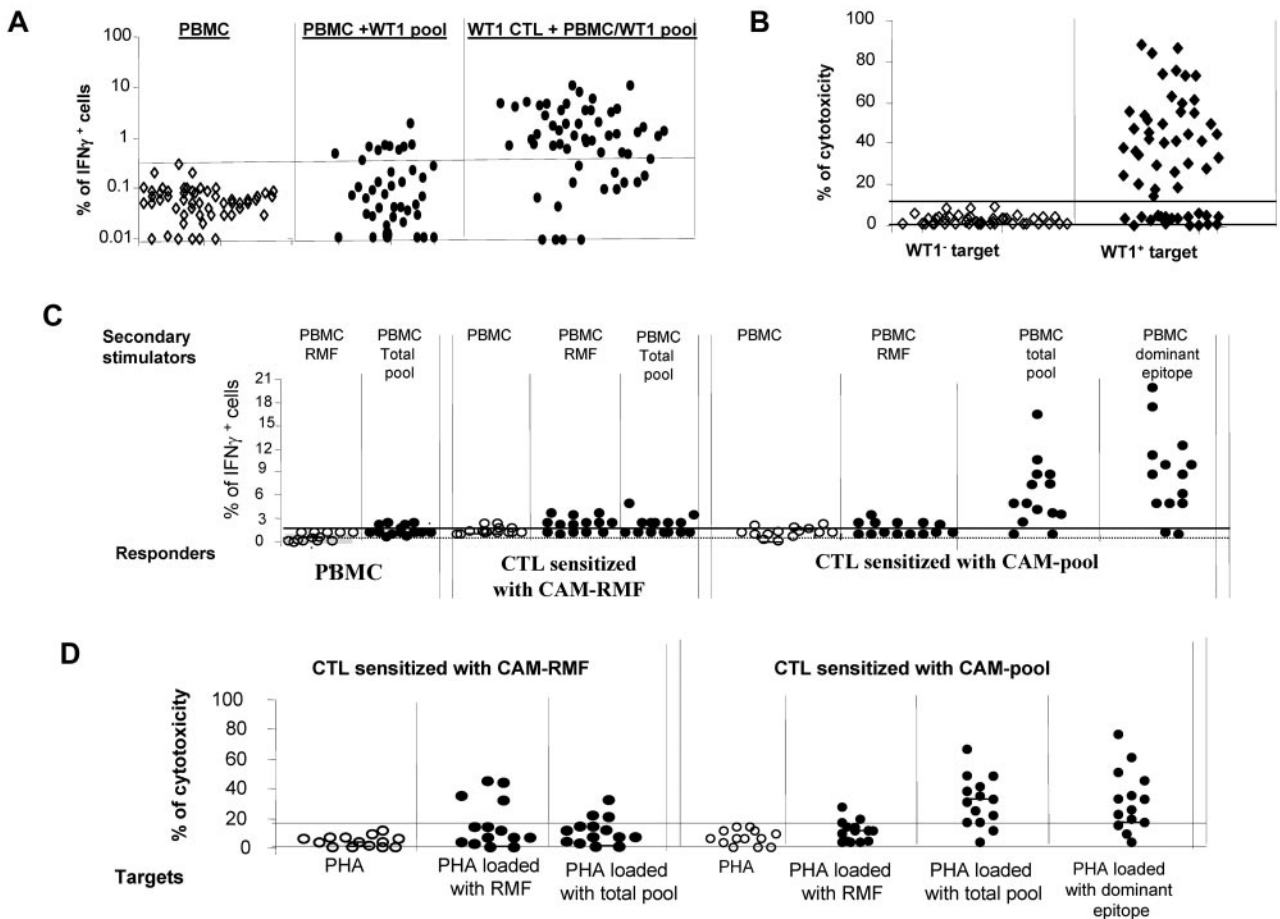 A
PBMC
PBMC +WT1 pool
WT1 CTL + PBMC/WT1 pool
% of IFNγ + cells
100
10
1
0.1
0.01
B
% of cytotoxicity
100
80
60
40
20
0
WT1- target
WT1+ target
C
Secondary
stimulators
PBMC
RMF
PBMC
Total
pool
PBMC
PBMC
RMF
PBMC
Total
pool
PBMC
PBMC
RMF
PBMC
total
pool
PBMC
dominant
epitope
% of IFNγ + cells
21
18
15
12
9
6
3
0
Responders
PBMC
CTL sensitized
with CAM-RMF
CTL sensitized with CAM-pool
D
CTL sensitized with CAM-RMF
CTL sensitized with CAM-pool
% of cytotoxicity
100
80
60
40
20
0
Targets
PHA
PHA loaded
with RMF
PHA loaded
with total pool
PHA
PHA loaded
with RMF
PHA loaded
with total pool
PHA loaded
with dominant
epitope